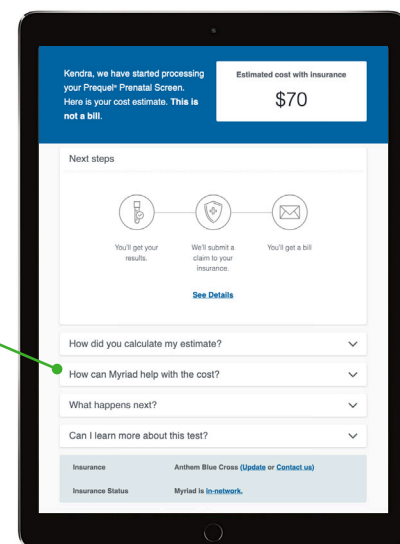 Kendra, we have started processing
your Prequel® Prenatal Screen.
Here is your cost estimate. This is
not a bill.
Estimated cost with insurance
$70
Next steps
You'll get your
results.
We'll submit a
claim to your
insurance.
You'll get a bill
See Details
How did you calculate my estimate?
How can Myriad help with the cost?
What happens next?
Can I learn more about this test?
Insurance
Anthem Blue Cross (Update or Contact us)
Insurance Status
Myriad is in-network.